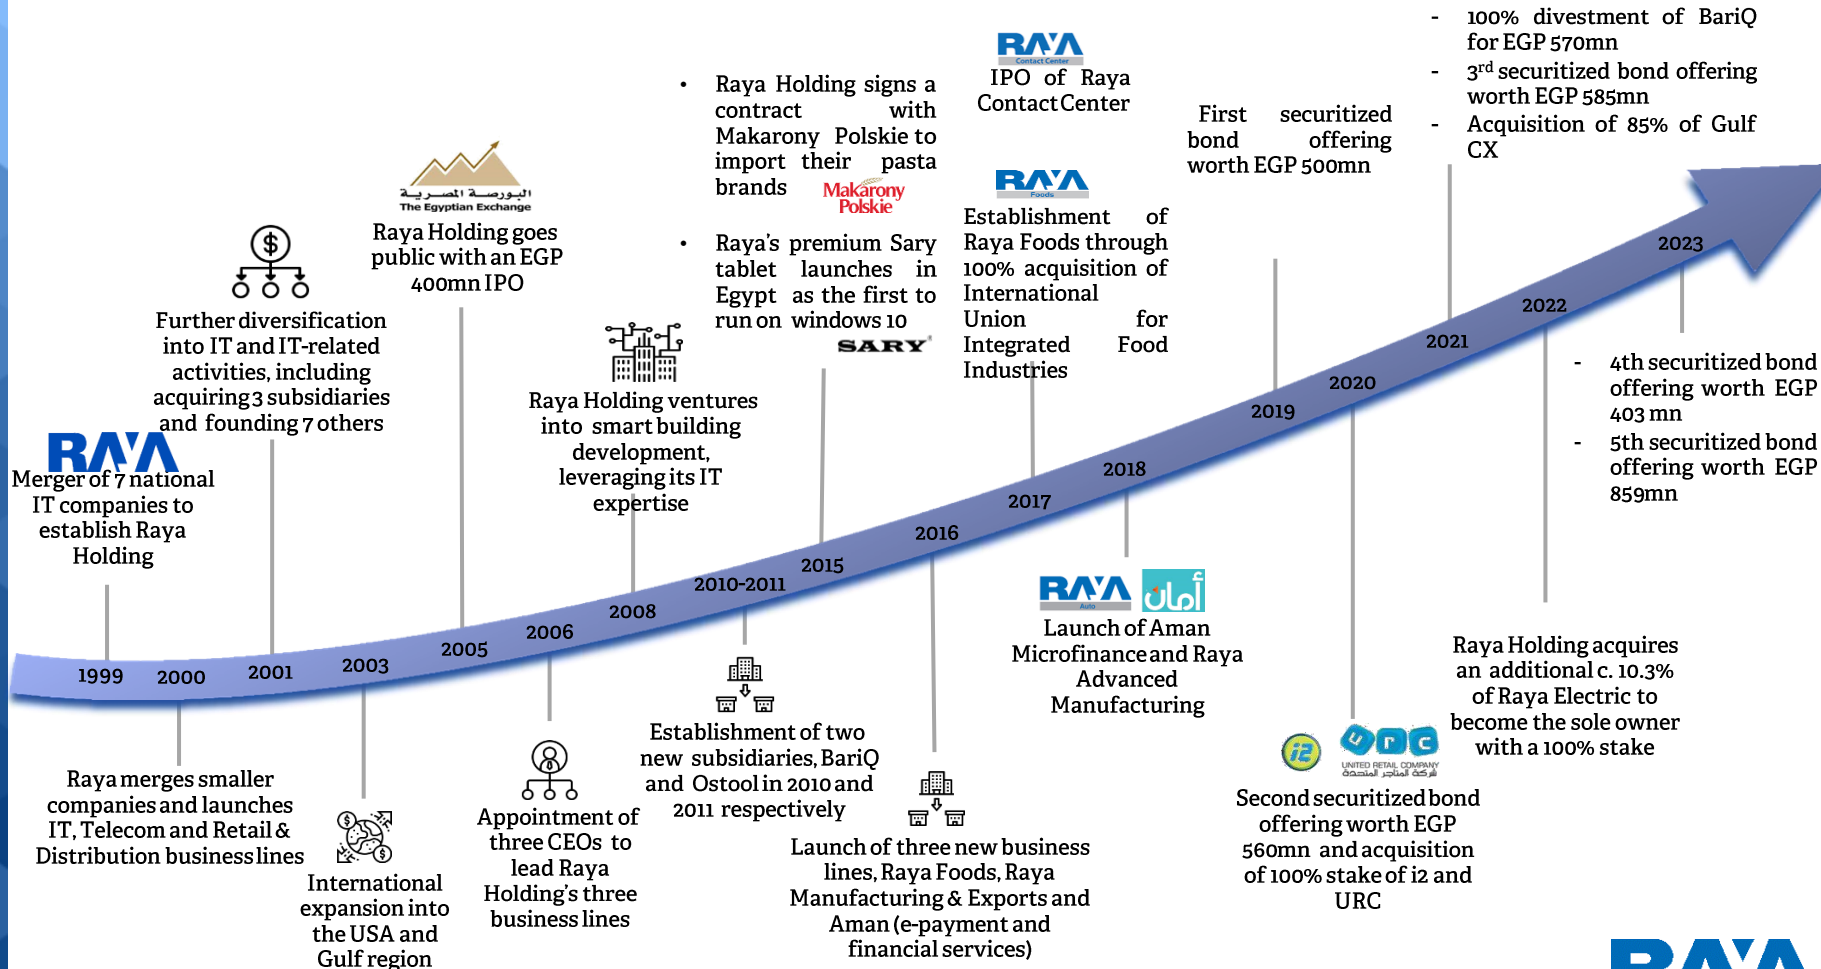 RAYA
Merger of 7 national
IT companies to
establish Raya
Holding
1999
2000
Raya merges smaller
companies and launches
IT, Telecom and Retail &
Distribution business lines
Further diversification
into IT and IT-related
activities, including
acquiring 3 subsidiaries
and founding 7 others
2001
2003
International
expansion into
the USA and
Gulf region
البورصة المصرية
The Egyptian Exchange
Raya Holding goes
public with an EGP
400mn IPO
2005
2006
Appointment of
three CEOs to
lead Raya
Holding's three
business lines
Raya Holding ventures
into smart building
development,
leveraging its IT
expertise
2008
2010-2011
Establishment of two
new subsidiaries, BariQ
and Ostool in 2010 and
2011 respectively
• Raya Holding signs a
contract with
Makarony Polskie to
import their pasta
brands
Makarony
Polskie
• Raya's premium Sary
tablet launches in
Egypt as the first to
run on windows 10
SARY
2015
2016
Launch of three new business
lines, Raya Foods, Raya
Manufacturing & Exports and
Aman (e-payment and
financial services)
RAYA
Contact Center
IPO of Raya
Contact Center
RAYA
Foods
Establishment of
Raya Foods through
100% acquisition of
International
Union for
Integrated Food
Industries
2017
2018
RAYA
Auto
أمان
Launch of Aman
Microfinance and Raya
Advanced
Manufacturing
First securitized
bond offering
worth EGP 500mn
2019
2020
i2
urc
UNITED RETAIL COMPANY
شركة المتاجر المتحدة
Second securitized bond
offering worth EGP
560mn and acquisition
of 100% stake of i2 and
URC
- 100% divestment of BariQ
for EGP 570mn
- 3rd securitized bond offering
worth EGP 585mn
- Acquisition of 85% of Gulf
CX
2021
2022
Raya Holding acquires
an additional c. 10.3%
of Raya Electric to
become the sole owner
with a 100% stake
2023
- 4th securitized bond
offering worth EGP
403 mn
- 5th securitized bond
offering worth EGP
859mn
RAYA